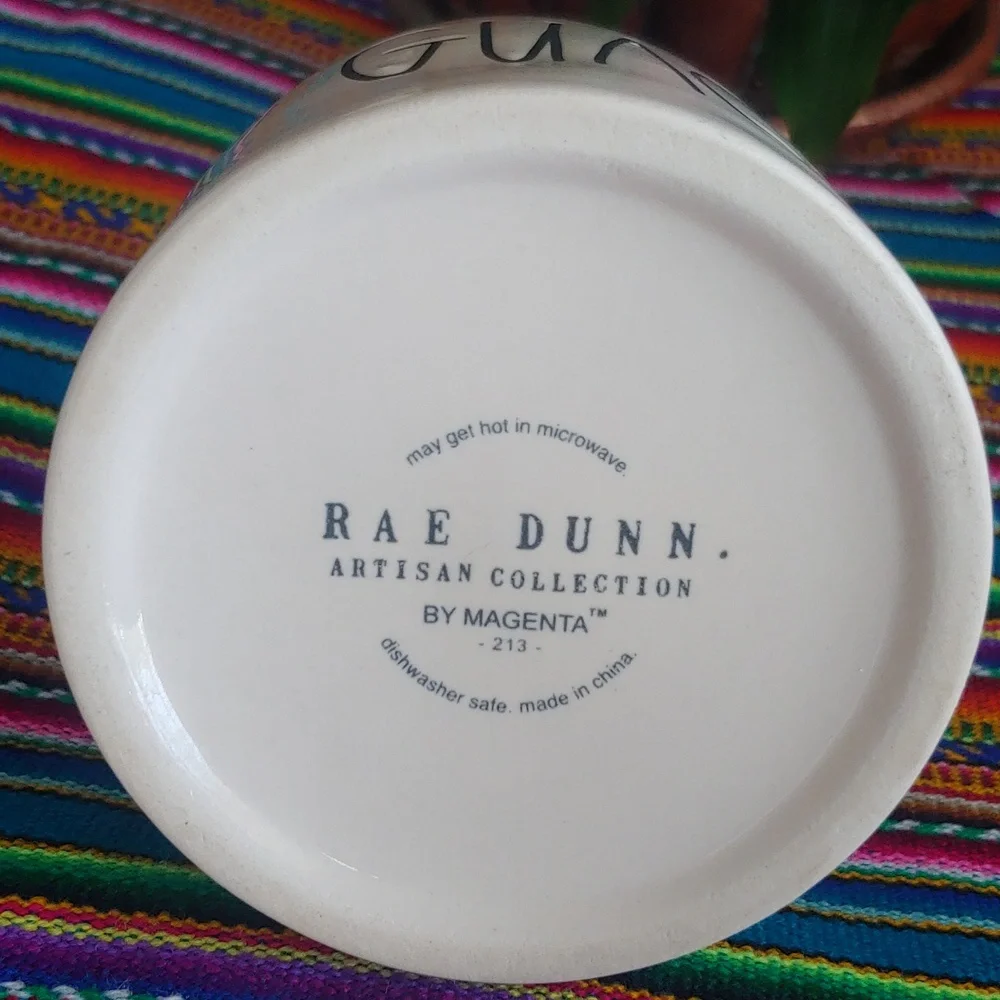 may get hot in microwave.
RAE DUNN.
ARTISAN COLLECTION
BY MAGENTA™
- 213 -
dishwasher safe. made in china.